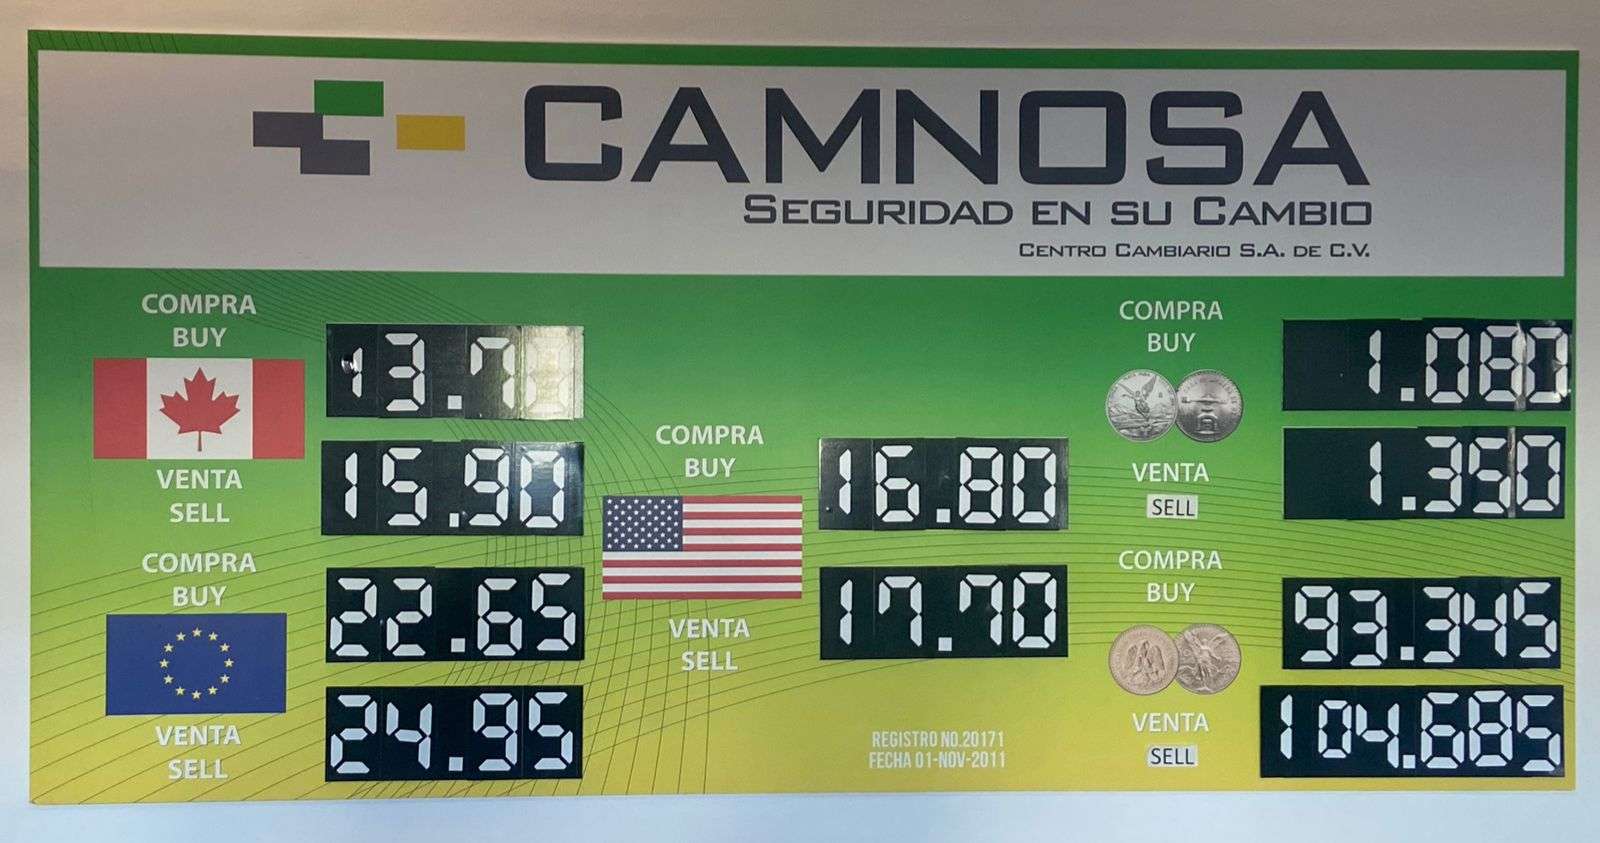 CAMNOSA
SEGURIDAD EN SU CAMBIO
CENTRO CAMBIARIO S.A. DE C.V.
COMPRA
BUY
VENTA
SELL
15.90
COMPRA
BUY
22.65
VENTA
SELL
24.95
COMPRA
BUY
16.80
VENTA
SELL
17.70
REGISTRO NO.20171
FECHA 01-NOV-2011
COMPRA
BUY
1.080
VENTA
SELL
1.350
COMPRA
BUY
93.345
VENTA
SELL
104.685